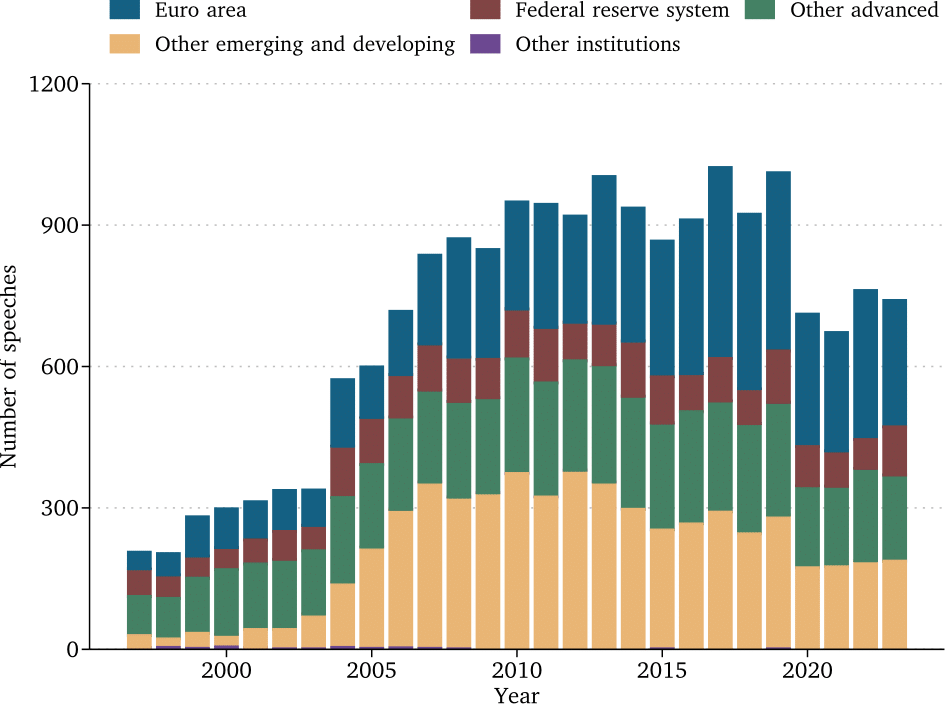 Euro area Federal reserve system Other advanced
Other emerging and developing Other institutions
1200
900
600
300
0
Number of speeches
2000 2005 2010 2015 2020
Year